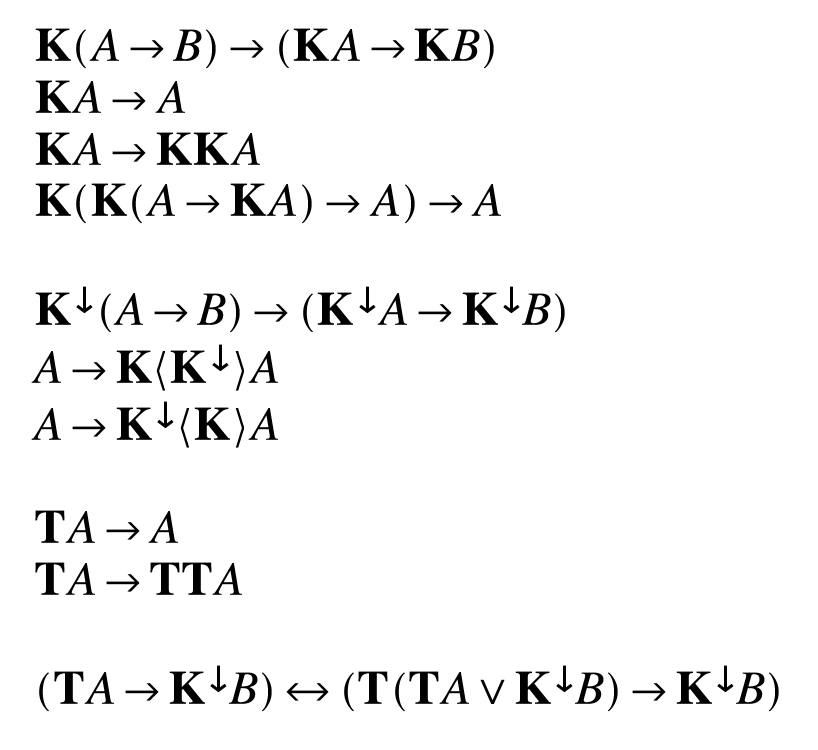 K(A → B) → (KA → KB)
KA → A
KA → KKA
K(K(A → KA) → A) → A
K↓(A → B) → (K↓A → K↓B)
A → K⟨K↓⟩A
A → K↓⟨K⟩A
TA → A
TA → TTA
(TA → K↓B) ↔ (T(TA ∨ K↓B) → K↓B)